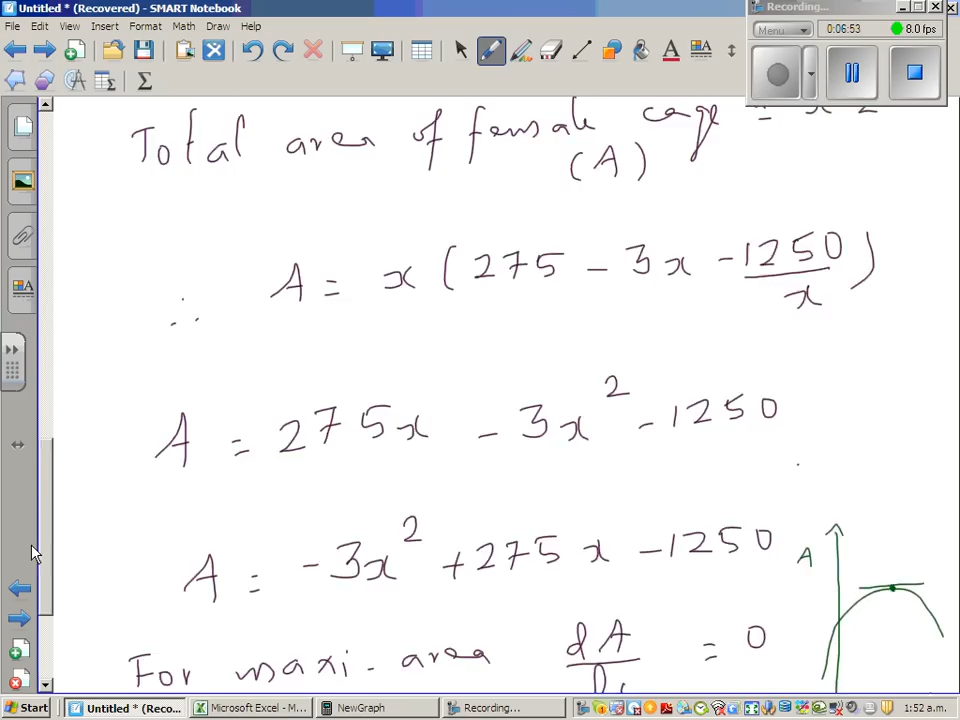 Untitled * (Recovered) - SMART Notebook
File Edit View Insert Format Math Draw Help
Recording...
Menu 0:06:53 8.0 fps
Total area of female cage = x z
(A)
∴ A = x (275 - 3x - 1250/x)
A = 275x - 3x² - 1250
A = -3x² + 275x - 1250
A
For maxi. area dA = 0
Start Untitled * (Reco... Microsoft Excel - M... NewGraph Recording... 1:52 a.m.